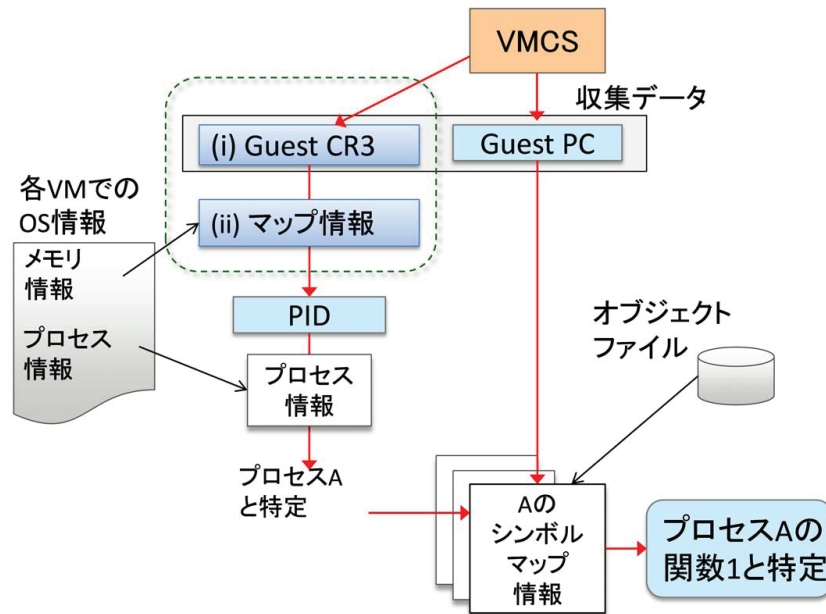 VMCS
収集データ
(i) Guest CR3
Guest PC
各VMでの
OS情報
(ii) マップ情報
メモリ
情報
PID
プロセス
情報
オブジェクト
ファイル
プロセス
情報
プロセスA
と特定
Aの
シンボル
マップ
情報
プロセスAの
関数1と特定